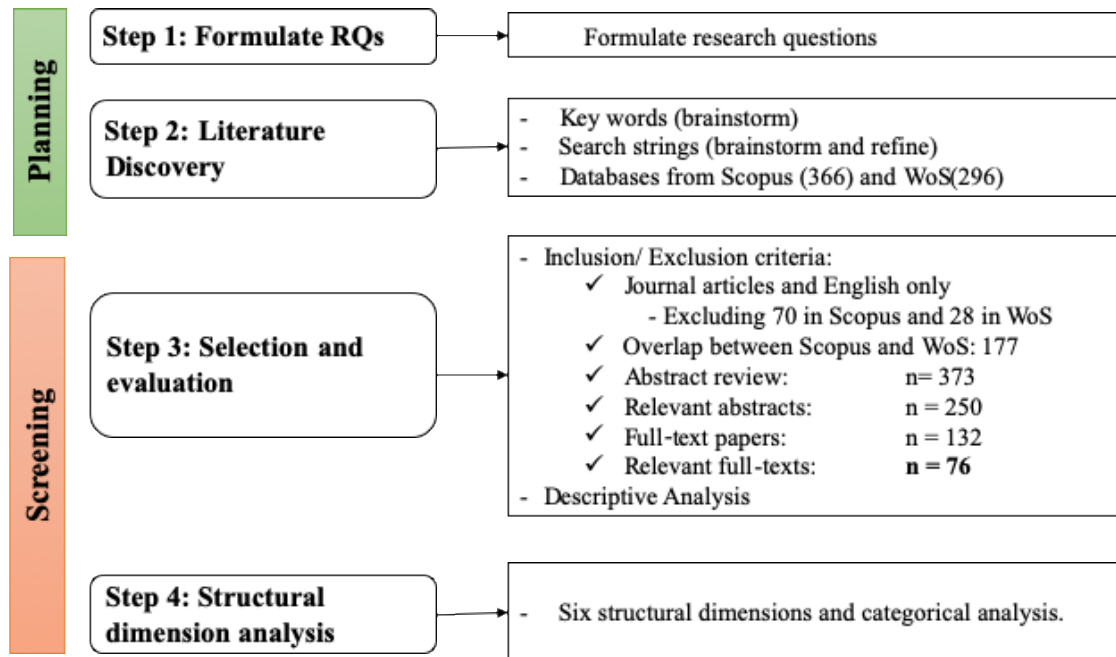 Planning
Step 1: Formulate RQs
Formulate research questions
Step 2: Literature
Discovery
- Key words (brainstorm)
- Search strings (brainstorm and refine)
- Databases from Scopus (366) and WoS(296)
Screening
Step 3: Selection and
evaluation
- Inclusion/ Exclusion criteria:
✓ Journal articles and English only
- Excluding 70 in Scopus and 28 in WoS
✓ Overlap between Scopus and WoS: 177
✓ Abstract review: n= 373
✓ Relevant abstracts: n = 250
✓ Full-text papers: n = 132
✓ Relevant full-texts: n = 76
- Descriptive Analysis
Step 4: Structural
dimension analysis
- Six structural dimensions and categorical analysis.